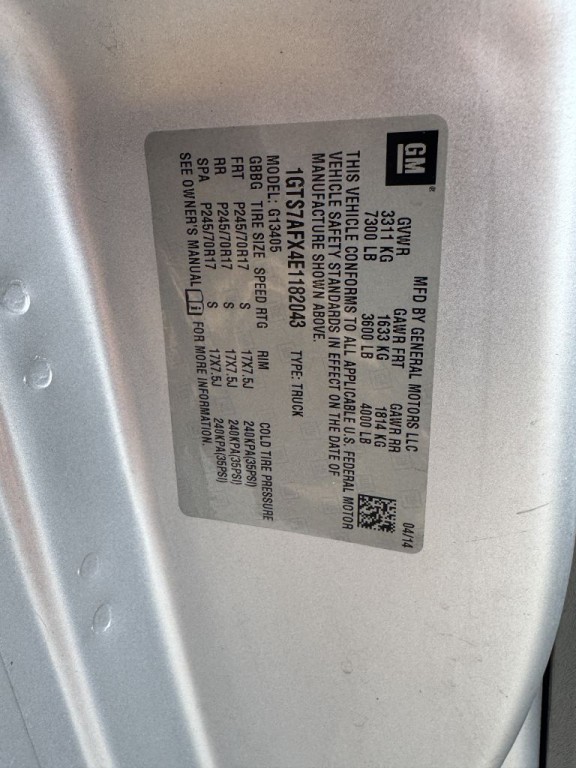 GM ®
MFD BY GENERAL MOTORS LLC 04/14
GVWR GAWR FRT GAWR RR
3311 KG 1633 KG 1814 KG
7300 LB 3600 LB 4000 LB
THIS VEHICLE CONFORMS TO ALL APPLICABLE U.S. FEDERAL MOTOR
VEHICLE SAFETY STANDARDS IN EFFECT ON THE DATE OF
MANUFACTURE SHOWN ABOVE.
1GTS7AFX4E1182043 TYPE: TRUCK
MODEL: G13405
GBBG TIRE SIZE SPEED RTG RIM COLD TIRE PRESSURE
FRT P245/70R17 S 17X7.5J 240KPA(35PSI)
RR P245/70R17 S 17X7.5J 240KPA(35PSI)
SPA P245/70R17 S 17X7.5J 240KPA(35PSI)
SEE OWNER'S MANUAL i FOR MORE INFORMATION.